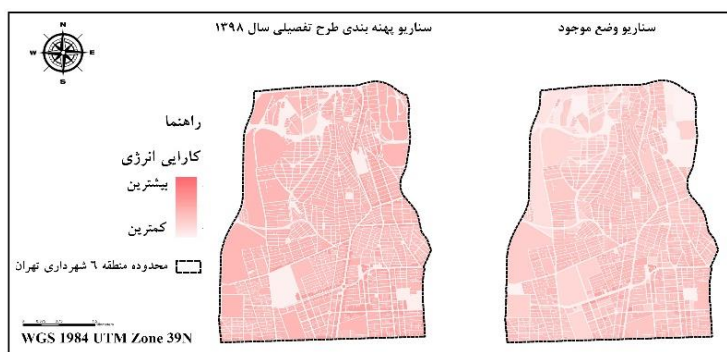 سناریو وضع موجود
سناریو پهنه بندی طرح تفصیلی سال ۱۳۹۸
N
W E
S
راهنما
کارایی انرژی
بیشترین
کمترین
محدوده منطقه ٦ شهرداری تهران
WGS 1984 UTM Zone 39N